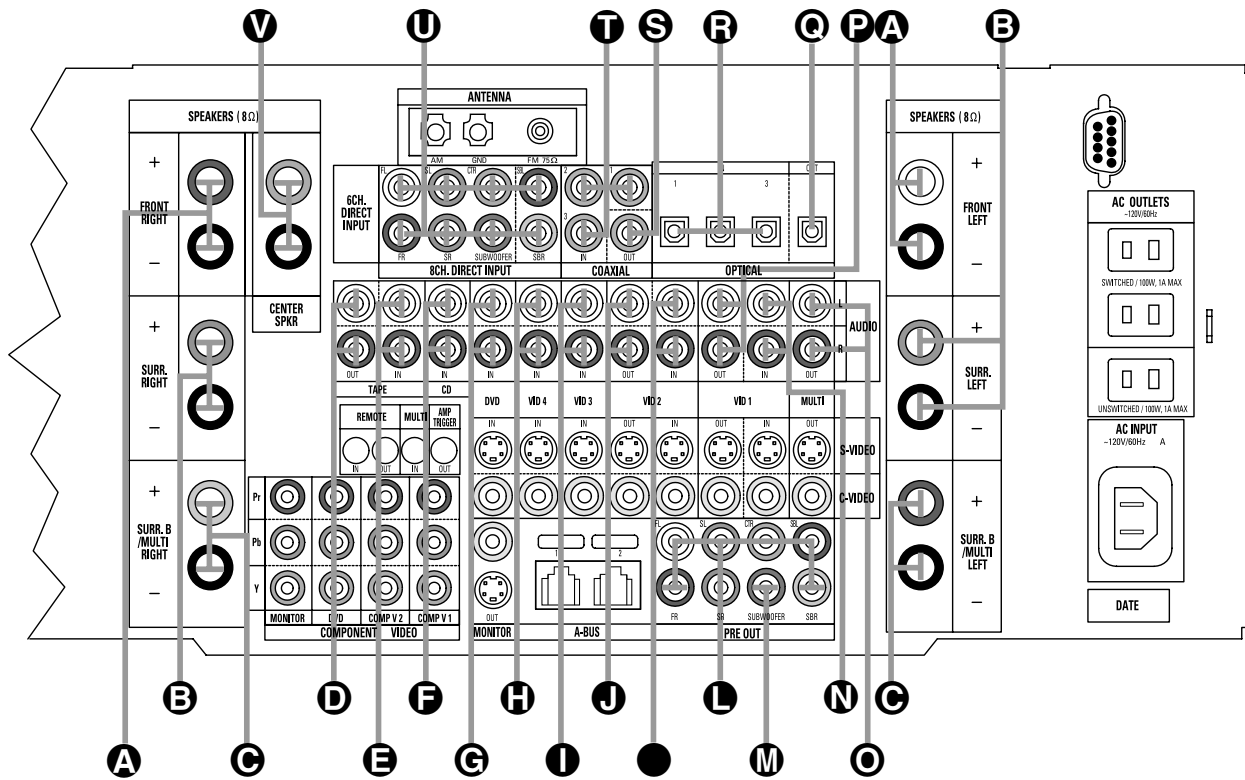 V U T S R Q P A B
ANTENNA
AM GND FM 75Ω
SPEAKERS ( 8Ω)
SPEAKERS ( 8Ω)
+ FRONT RIGHT −
+ SURR. RIGHT −
+ SURR. B /MULTI RIGHT −
CENTER SPKR
6CH. DIRECT INPUT
FL SL CTR SBL 2 1
FR SR SUBWOOFER SBR 3 IN OUT
1 3 OUT
8CH. DIRECT INPUT COAXIAL OPTICAL
L
AUDIO
R
OUT IN IN IN IN IN OUT IN OUT IN OUT
TAPE CD DVD VID 4 VID 3 VID 2 VID 1 MULTI
REMOTE MULTI AMP TRIGGER
IN OUT IN OUT
IN IN IN OUT IN OUT IN OUT
S-VIDEO
C-VIDEO
Pr
Pb
Y
MONITOR DVD COMP V 2 COMP V 1
COMPONENT VIDEO
OUT
MONITOR
1 2
A-BUS
FL SL CTR SBL
FR SR SUBWOOFER SBR
PRE OUT
+ FRONT LEFT −
+ SURR. LEFT −
+ SURR. B /MULTI LEFT −
AC OUTLETS
~120V/60Hz
SWITCHED / 100W, 1A MAX
UNSWITCHED / 100W, 1A MAX
AC INPUT
~120V/60Hz A
DATE
A B C D E F G H I J L M N O C